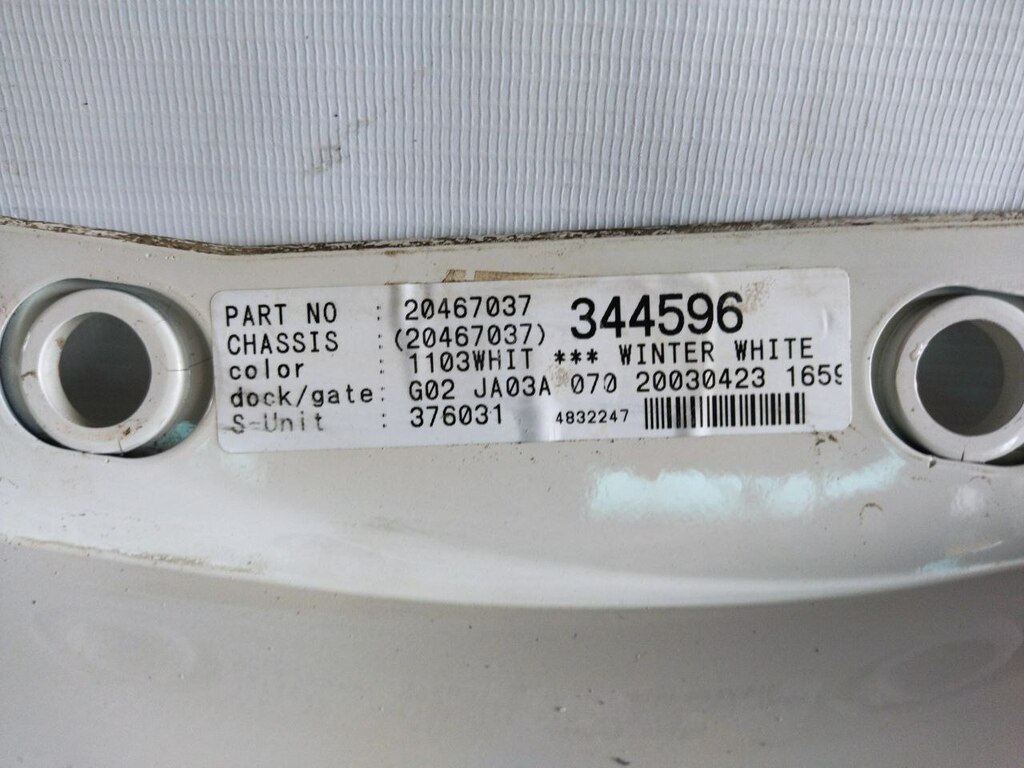 PART NO : 20467037 344596
CHASSIS : (20467037)
color : 1103WHIT *** WINTER WHITE
dock/gate: G02 JA03A 070 20030423 1659
S-Unit : 376031 4832247